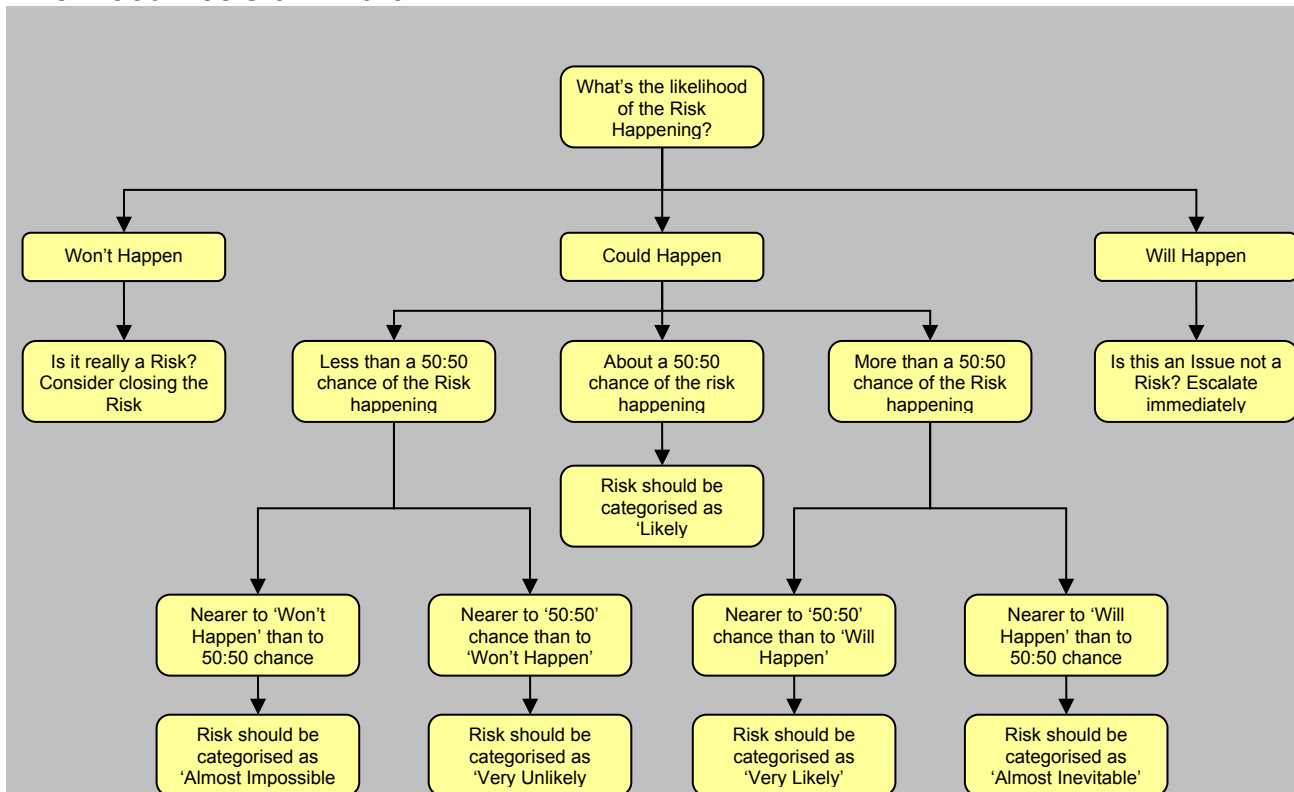 What's the likelihood
of the Risk
Happening?
Won't Happen
Could Happen
Will Happen
Is it really a Risk?
Consider closing the
Risk
Less than a 50:50
chance of the Risk
happening
About a 50:50
chance of the risk
happening
More than a 50:50
chance of the Risk
happening
Is this an Issue not a
Risk? Escalate
immediately
Risk should be
categorised as
‘Likely
Nearer to ‘Won't
Happen’ than to
50:50 chance
Nearer to ‘50:50’
chance than to
‘Won't Happen’
Nearer to ‘50:50’
chance than to ‘Will
Happen’
Nearer to ‘Will
Happen’ than to
50:50 chance
Risk should be
categorised as
‘Almost Impossible
Risk should be
categorised as
‘Very Unlikely
Risk should be
categorised as
‘Very Likely’
Risk should be
categorised as
‘Almost Inevitable’